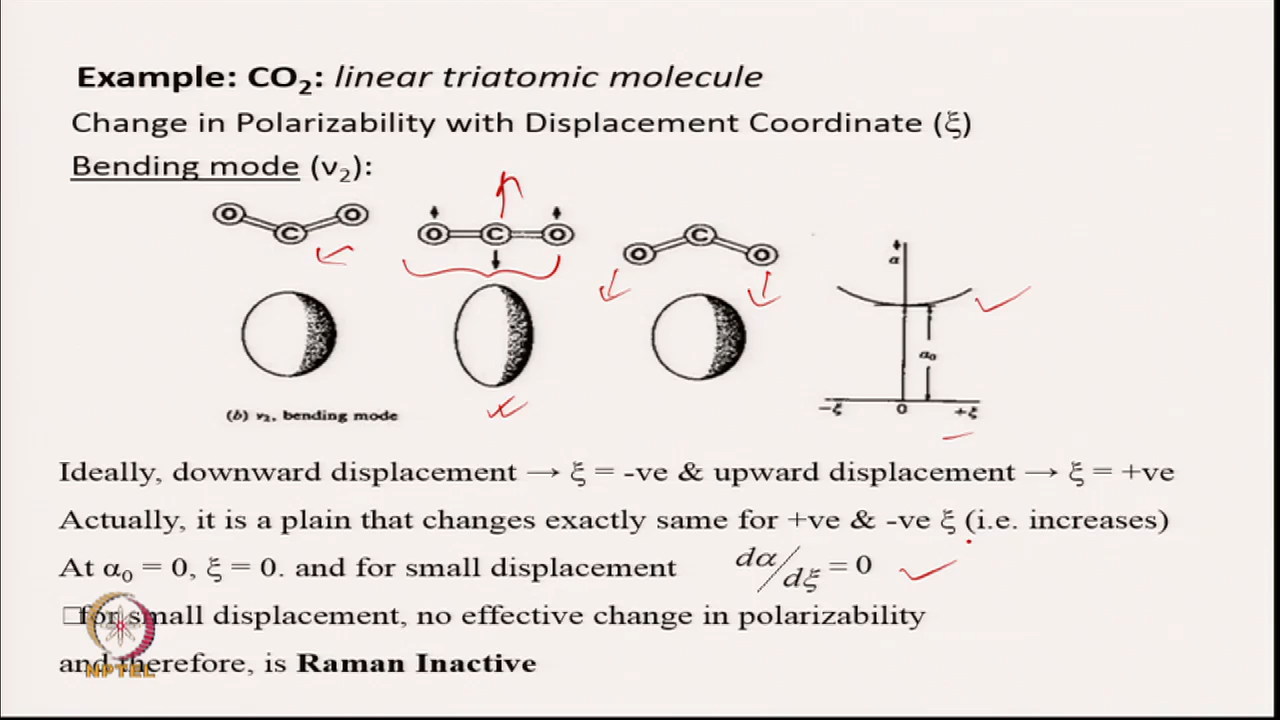 Example: CO₂: linear triatomic molecule
Change in Polarizability with Displacement Coordinate (ξ)
Bending mode (ν₂):
O C O O C O O C O
α
α₀
-ξ 0 +ξ
(b) ν₂, bending mode
Ideally, downward displacement → ξ = -ve & upward displacement → ξ = +ve
Actually, it is a plain that changes exactly same for +ve & -ve ξ (i.e. increases)
At α₀ = 0, ξ = 0. and for small displacement dα/dξ = 0
for small displacement, no effective change in polarizability
and therefore, is Raman Inactive
NPTEL